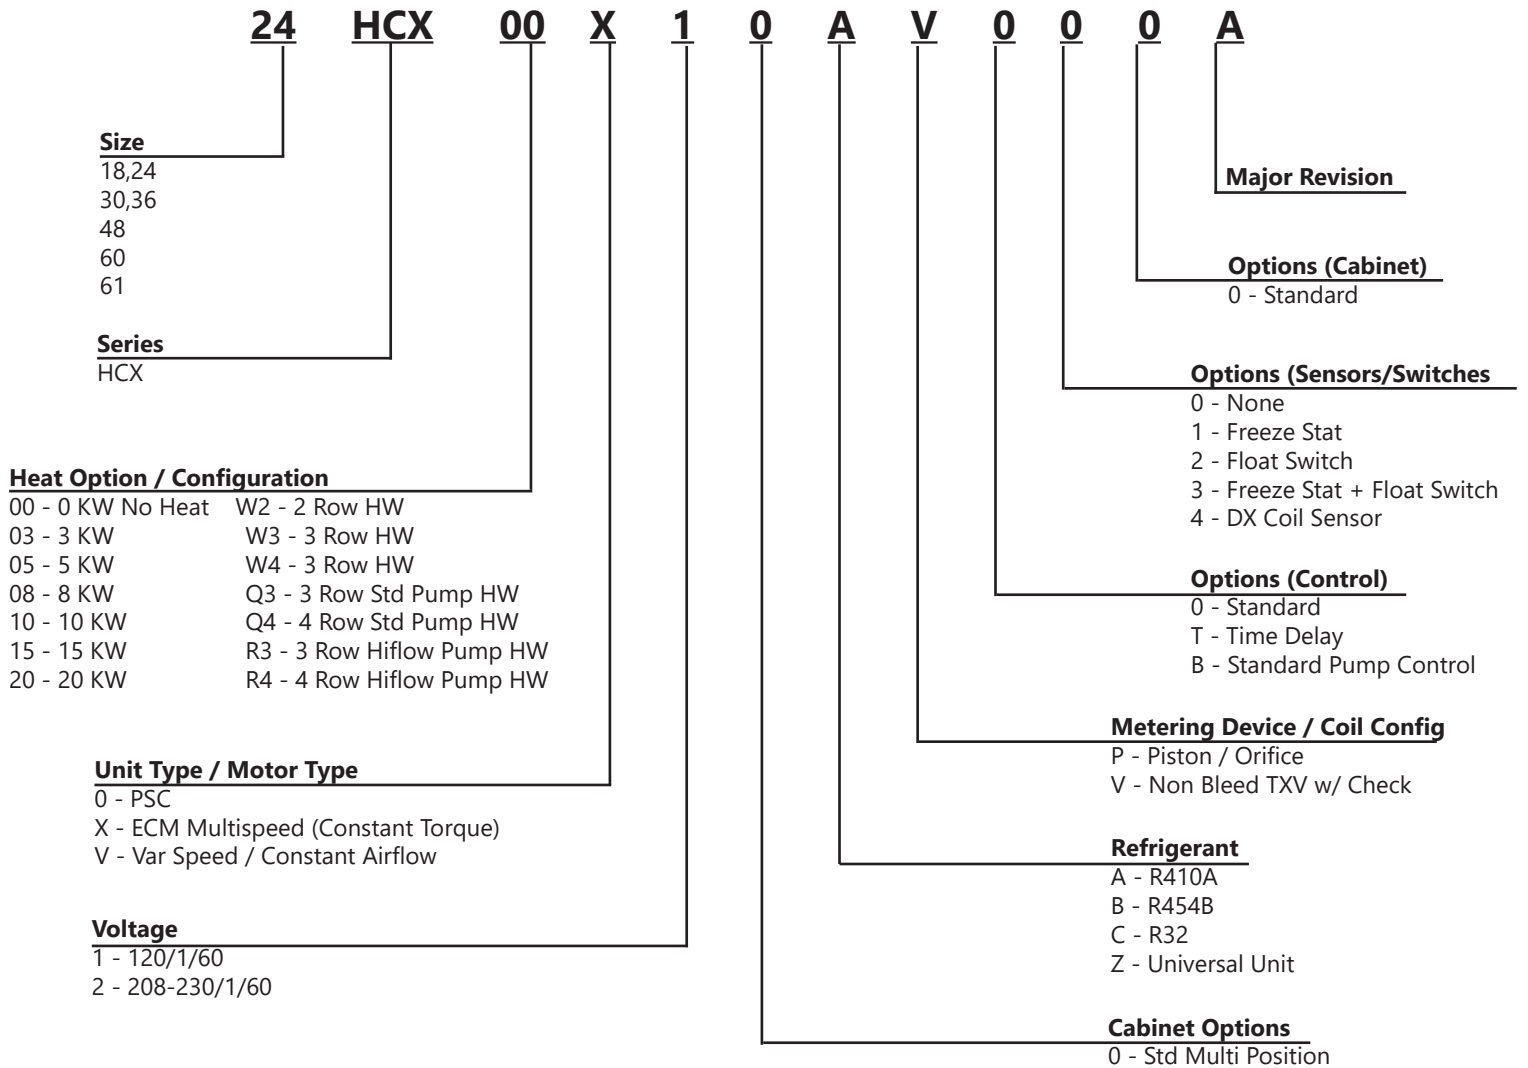 24 HCX 00 X 1 0 A V 0 0 0 A
Size
18,24
30,36
48
60
61
Series
HCX
Heat Option / Configuration
00 - 0 KW No Heat W2 - 2 Row HW
03 - 3 KW W3 - 3 Row HW
05 - 5 KW W4 - 3 Row HW
08 - 8 KW Q3 - 3 Row Std Pump HW
10 - 10 KW Q4 - 4 Row Std Pump HW
15 - 15 KW R3 - 3 Row Hiflow Pump HW
20 - 20 KW R4 - 4 Row Hiflow Pump HW
Unit Type / Motor Type
0 - PSC
X - ECM Multispeed (Constant Torque)
V - Var Speed / Constant Airflow
Voltage
1 - 120/1/60
2 - 208-230/1/60
Major Revision
Options (Cabinet)
0 - Standard
Options (Sensors/Switches
0 - None
1 - Freeze Stat
2 - Float Switch
3 - Freeze Stat + Float Switch
4 - DX Coil Sensor
Options (Control)
0 - Standard
T - Time Delay
B - Standard Pump Control
Metering Device / Coil Config
P - Piston / Orifice
V - Non Bleed TXV w/ Check
Refrigerant
A - R410A
B - R454B
C - R32
Z - Universal Unit
Cabinet Options
0 - Std Multi Position